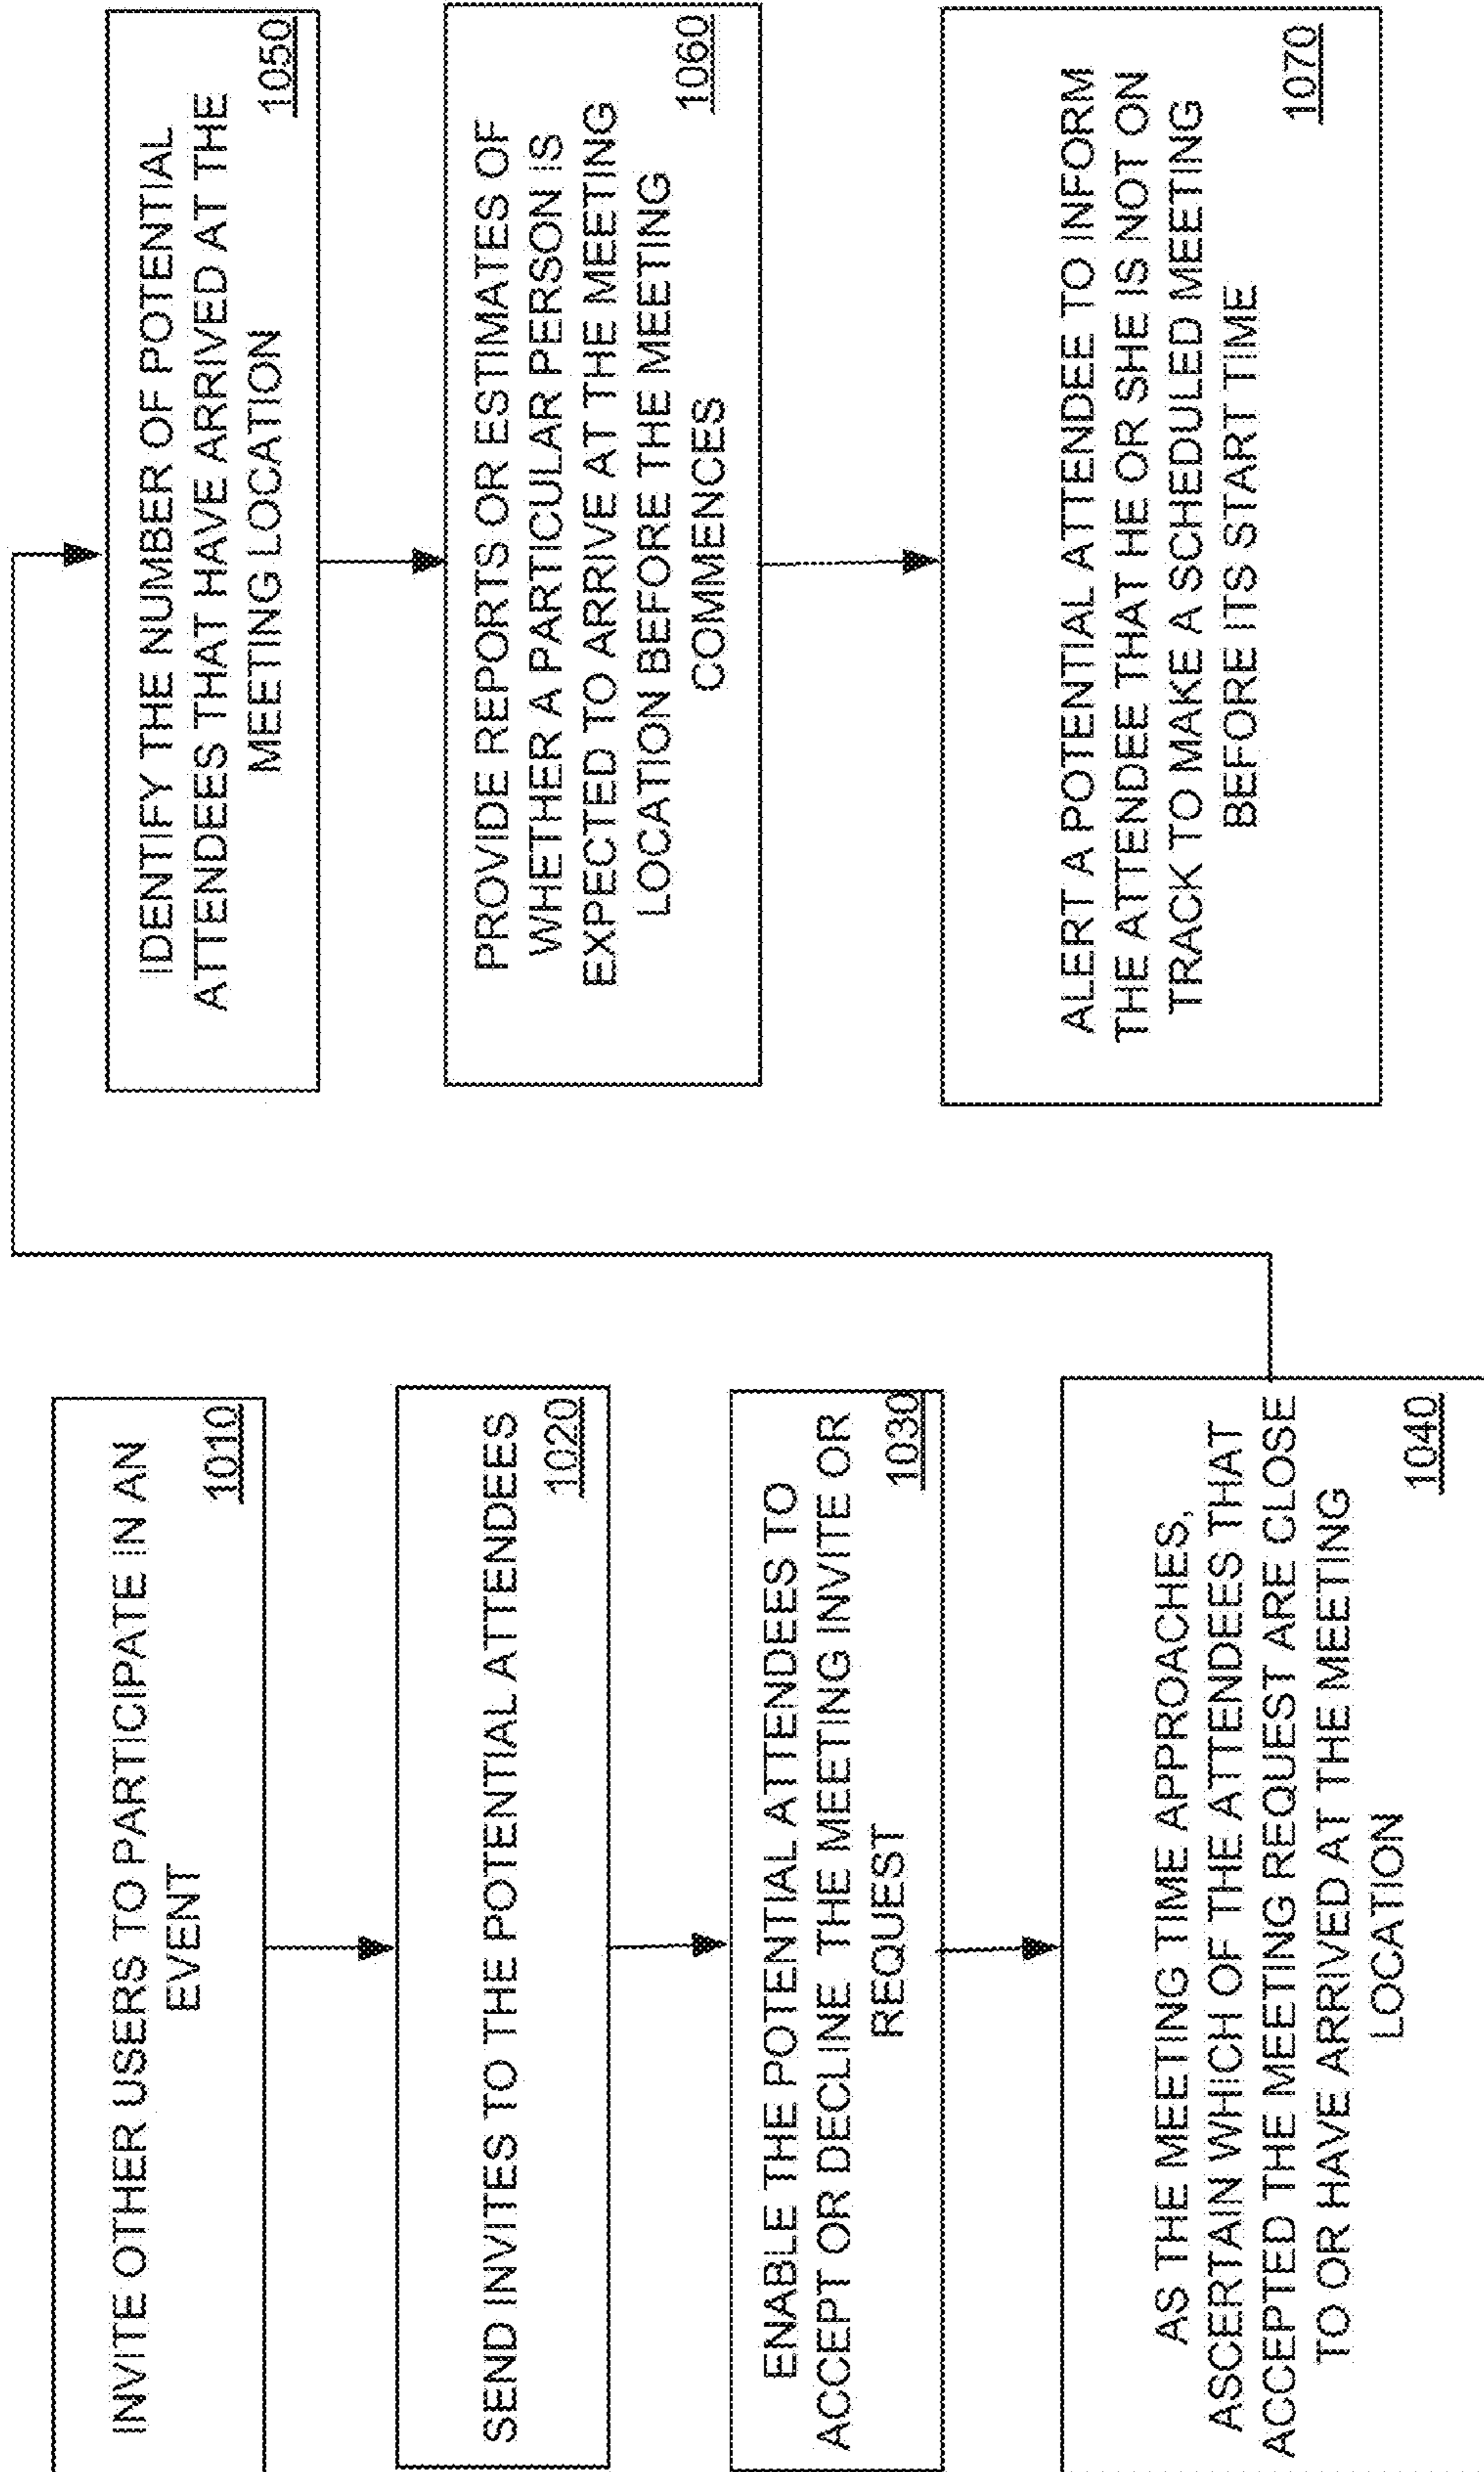 INVITE OTHER USERS TO PARTICIPATE IN AN
EVENT
1010
SEND INVITES TO THE POTENTIAL ATTENDEES
1020
ENABLE THE POTENTIAL ATTENDEES TO
ACCEPT OR DECLINE THE MEETING INVITE OR
REQUEST
1030
AS THE MEETING TIME APPROACHES,
ASCERTAIN WHICH OF THE ATTENDEES THAT
ACCEPTED THE MEETING REQUEST ARE CLOSE
TO OR HAVE ARRIVED AT THE MEETING
LOCATION
1040
IDENTIFY THE NUMBER OF POTENTIAL
ATTENDEES THAT HAVE ARRIVED AT THE
MEETING LOCATION
1050
PROVIDE REPORTS OR ESTIMATES OF
WHETHER A PARTICULAR PERSON IS
EXPECTED TO ARRIVE AT THE MEETING
LOCATION BEFORE THE MEETING
COMMENCES
1060
ALERT A POTENTIAL ATTENDEE TO INFORM
THE ATTENDEE THAT HE OR SHE IS NOT ON
TRACK TO MAKE A SCHEDULED MEETING
BEFORE ITS START TIME
1070